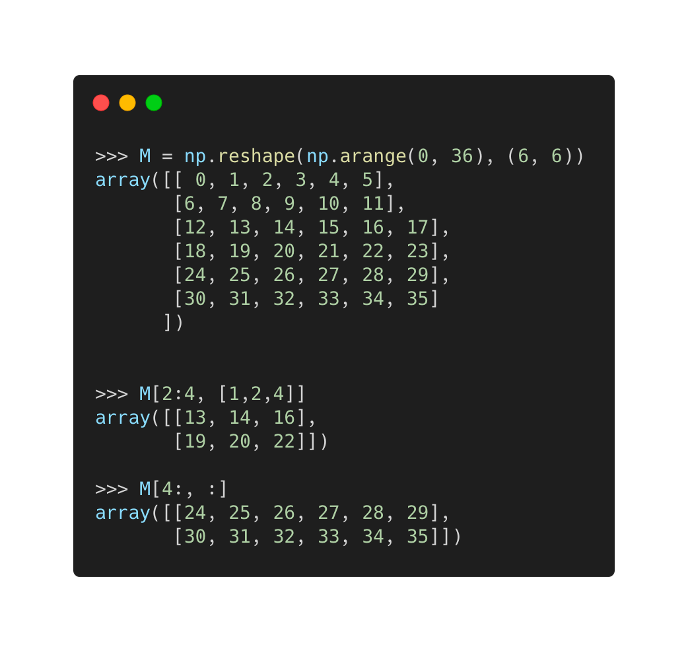 >>> M = np.reshape(np.arange(0, 36), (6, 6))
array([[ 0, 1, 2, 3, 4, 5],
       [6, 7, 8, 9, 10, 11],
       [12, 13, 14, 15, 16, 17],
       [18, 19, 20, 21, 22, 23],
       [24, 25, 26, 27, 28, 29],
       [30, 31, 32, 33, 34, 35]
      ])
>>> M[2:4, [1,2,4]]
array([[13, 14, 16],
       [19, 20, 22]])
>>> M[4:, :]
array([[24, 25, 26, 27, 28, 29],
       [30, 31, 32, 33, 34, 35]])